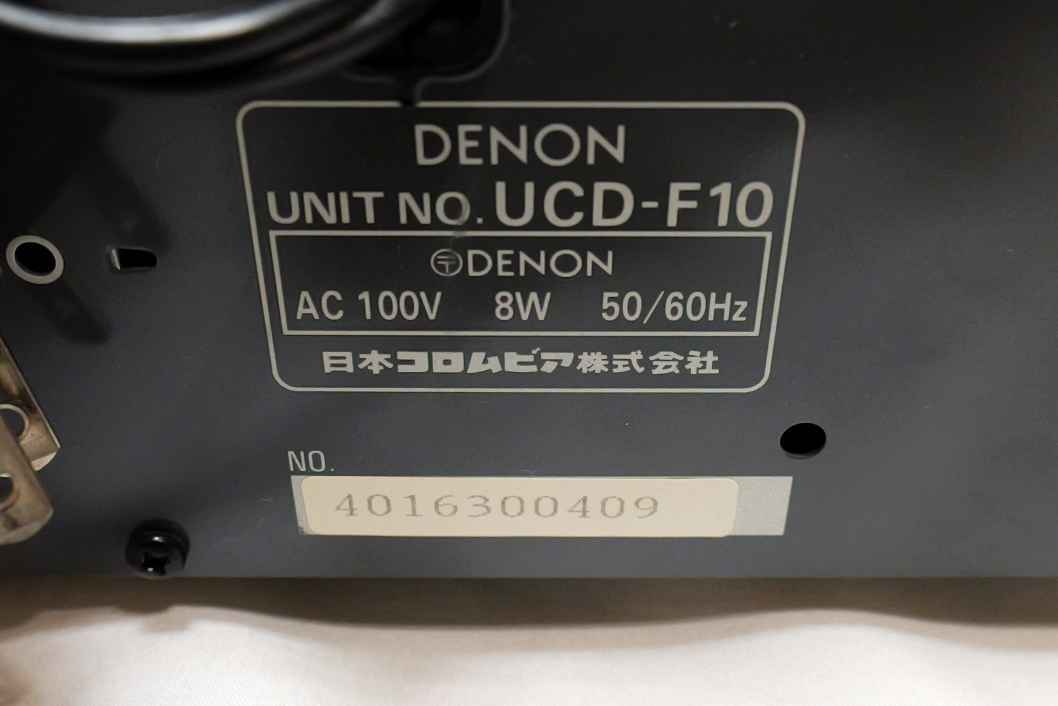 DENON
UNIT NO. UCD-F10
〶DENON
AC 100V 8W 50/60Hz
日本コロムビア株式会社
NO.
4016300409